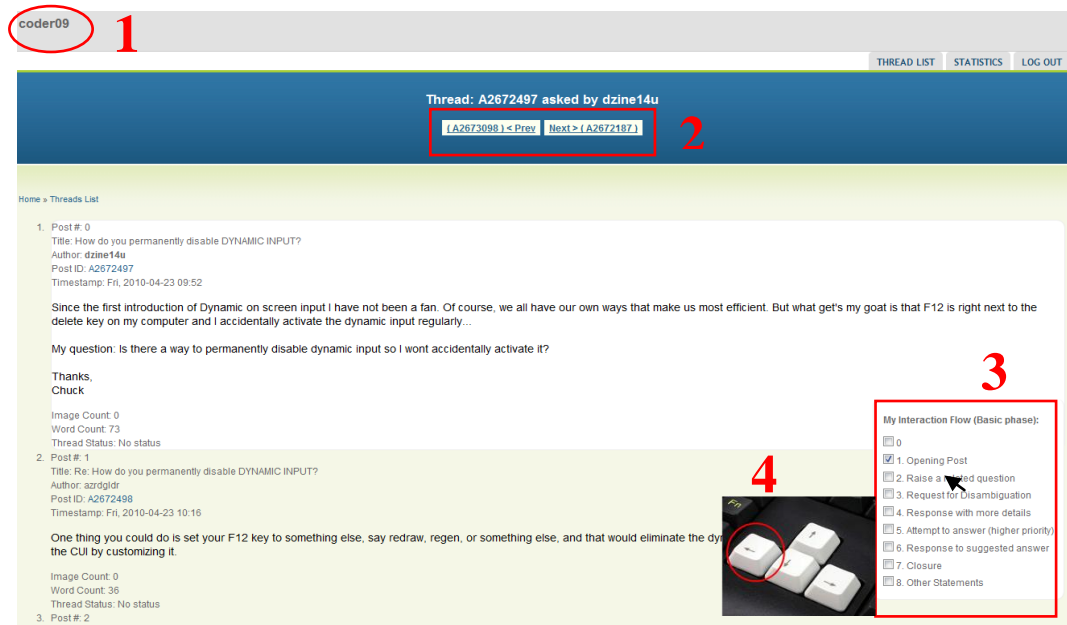 coder09
1
THREAD LIST STATISTICS LOG OUT
Thread: A2672497 asked by dzine14u
( A2673098 ) < Prev Next > ( A2672187 )
2
Home » Threads List
1. Post #: 0
Title: How do you permanently disable DYNAMIC INPUT?
Author: dzine14u
Post ID: A2672497
Timestamp: Fri, 2010-04-23 09:52
Since the first introduction of Dynamic on screen input I have not been a fan. Of course, we all have our own ways that make us most efficient. But what get's my goat is that F12 is right next to the
delete key on my computer and I accidentally activate the dynamic input regularly...
My question: Is there a way to permanently disable dynamic input so I wont accidentally activate it?
Thanks,
Chuck
Image Count: 0
Word Count: 73
Thread Status: No status
2. Post #: 1
Title: Re: How do you permanently disable DYNAMIC INPUT?
Author: azrdgldr
Post ID: A2672498
Timestamp: Fri, 2010-04-23 10:16
One thing you could do is set your F12 key to something else, say redraw, regen, or something else, and that would eliminate the
the CUI by customizing it.
Image Count: 0
Word Count: 36
Thread Status: No status
3. Post #: 2
3
My Interaction Flow (Basic phase):
0
1. Opening Post
2. Raise a question
3. Request for Disambiguation
4. Response with more details
5. Attempt to answer (higher priority)
6. Response to suggested answer
7. Closure
8. Other Statements
4
Fn